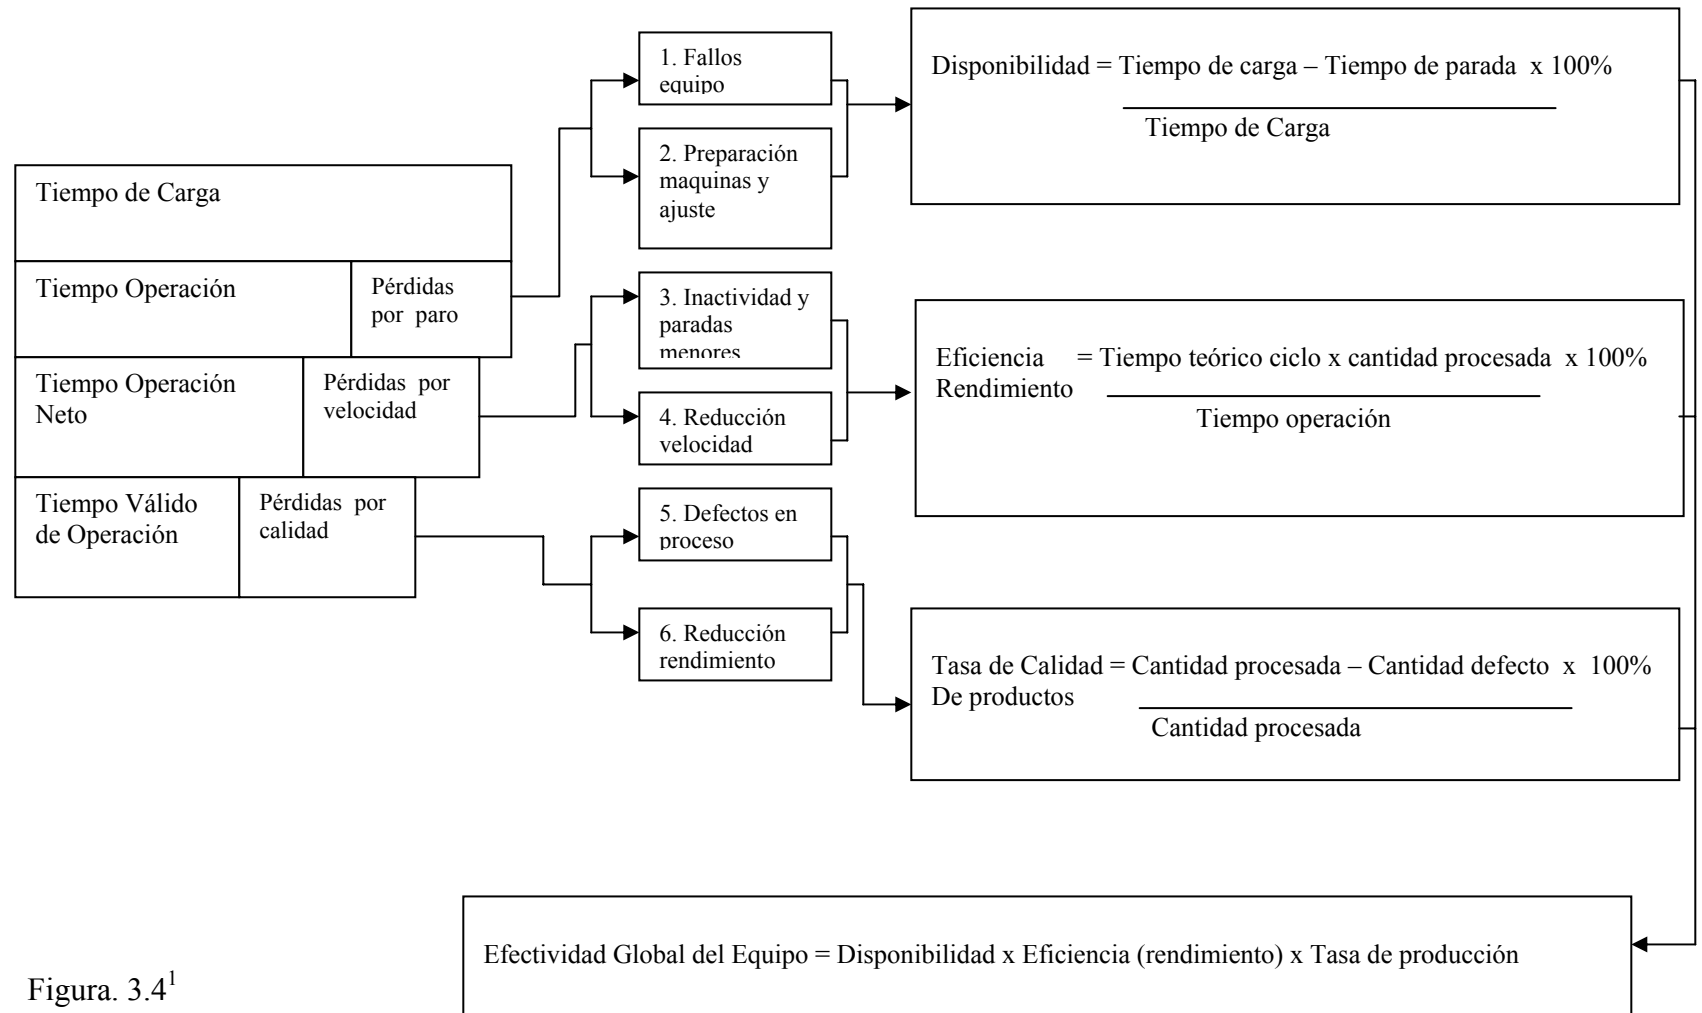 Tiempo de Carga
Tiempo Operación
Pérdidas
por paro
Tiempo Operación
Neto
Pérdidas por
velocidad
Tiempo Válido
de Operación
Pérdidas por
calidad
1. Fallos
equipo
2. Preparación
maquinas y
ajuste
3. Inactividad y
paradas
menores
4. Reducción
velocidad
5. Defectos en
proceso
6. Reducción
rendimiento
Disponibilidad = Tiempo de carga – Tiempo de parada x 100%
Tiempo de Carga
Eficiencia = Tiempo teórico ciclo x cantidad procesada x 100%
Rendimiento
Tiempo operación
Tasa de Calidad = Cantidad procesada – Cantidad defecto x 100%
De productos
Cantidad procesada
Efectividad Global del Equipo = Disponibilidad x Eficiencia (rendimiento) x Tasa de producción
Figura. 3.4¹